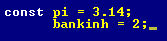 const pi = 3.14;
bankinh = 2;